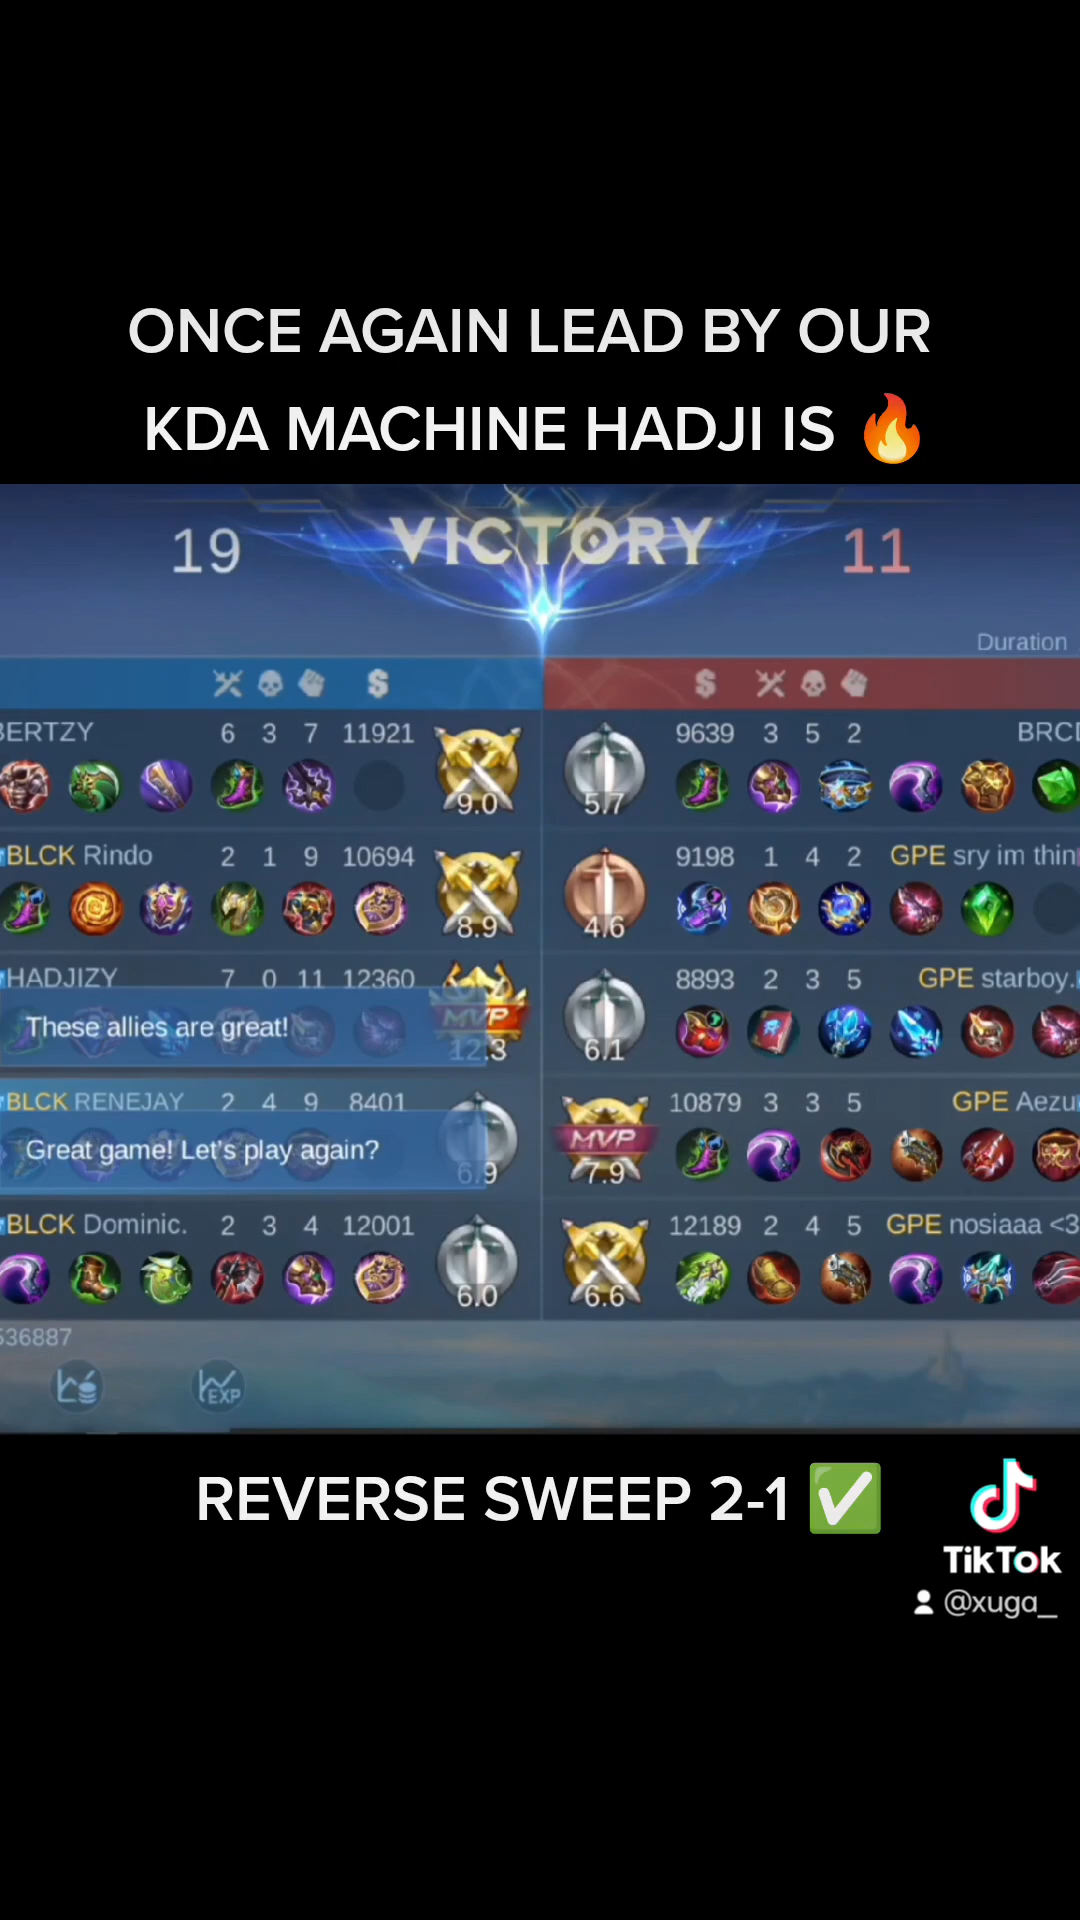 ONCE AGAIN LEAD BY OUR
KDA MACHINE HADJI IS 🔥
19 VICTORY 11
Duration
BERTZY 6 3 7 11921 9.0
5.7 9639 3 5 2 BRC
BLCK Rindo 2 1 9 10694 8.9
4.6 9198 1 4 2 GPE sry im thin
HADJIZY 7 0 11 12360 MVP 12.3
6.1 8893 2 3 5 GPE starboy.
These allies are great!
BLCK RENEJAY 2 4 9 8401 6.9
MVP 7.9 10879 3 3 5 GPE Aezu
Great game! Let's play again?
BLCK Dominic. 2 3 4 12001 6.0
6.6 12189 2 4 5 GPE nosiaaa <3
536887
EXP
REVERSE SWEEP 2-1 ✅
TikTok
@xuga_